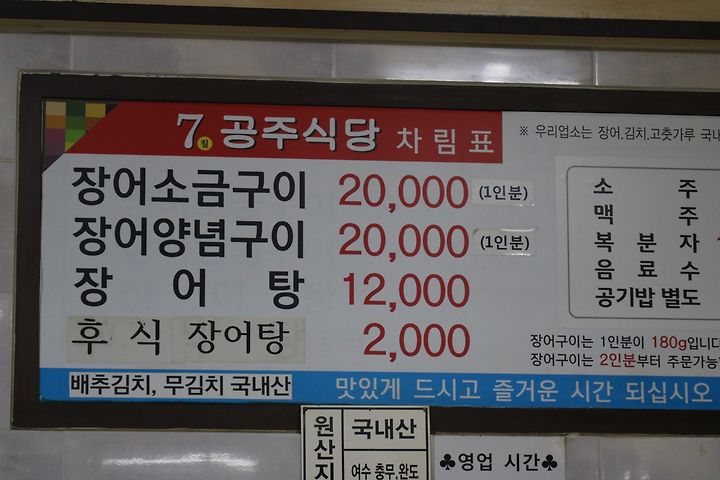 7칠공주식당 차림표
장어소금구이 20,000 (1인분)
장어양념구이 20,000 (1인분)
장 어 탕 12,000
후식 장어탕 2,000
배추김치, 무김치 국내산
맛있게 드시고 즐거운 시간 되십시오
※ 우리업소는 장어,김치,고춧가루
소 주
맥 주
복 분 자
음 료 수
공기밥 별도
장어구이는 1인분이 180g입니다
장어구이는 2인분부터 주문가능
원산지
국내산
여수 충무,완도
♣영업 시간♣